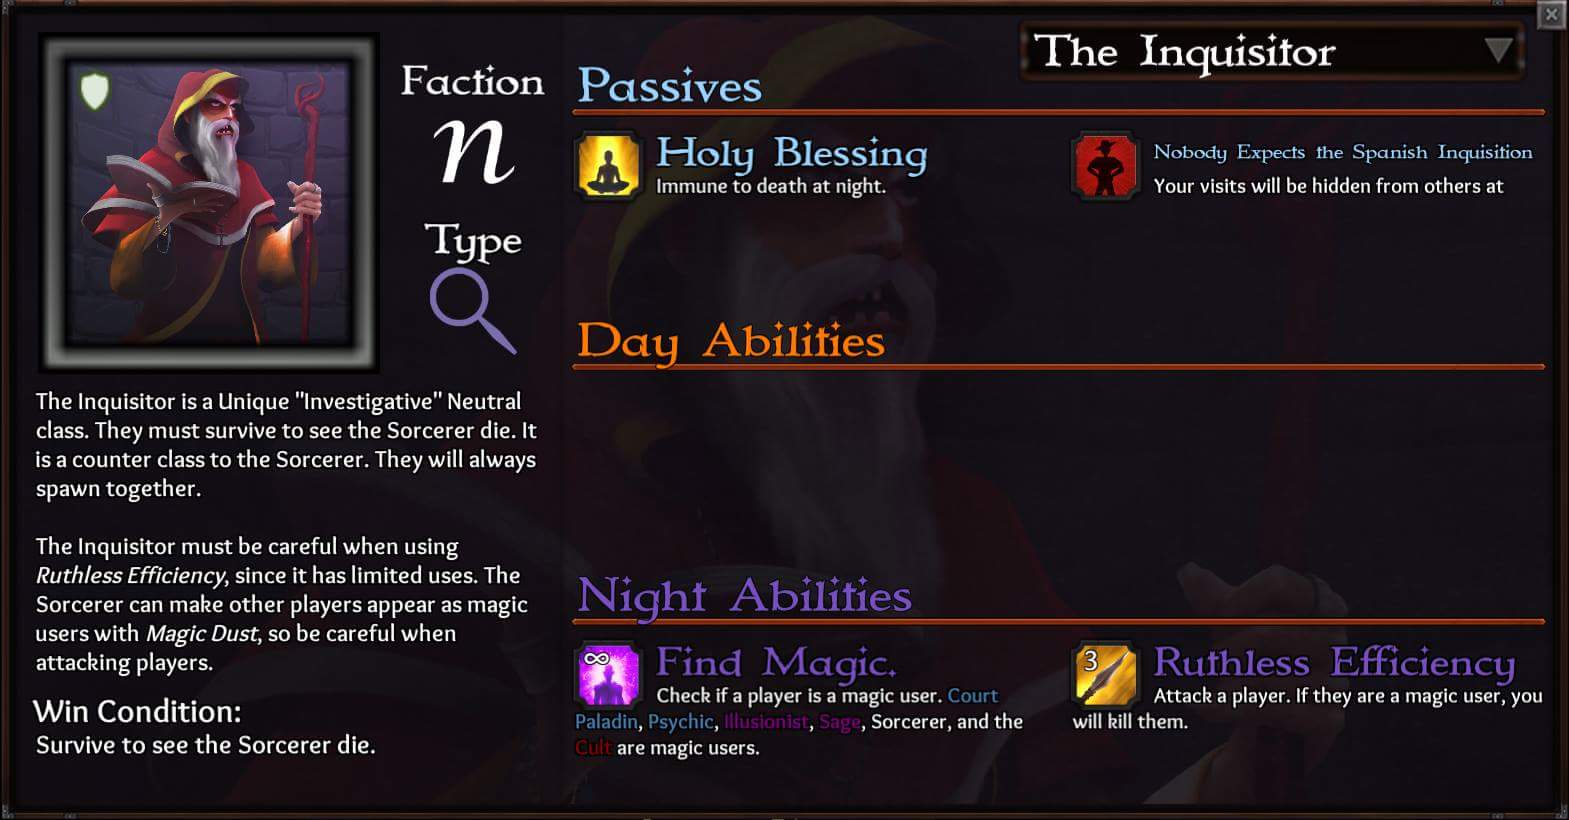 The Inquisitor
Faction
n
Type
Passives
Holy Blessing
Immune to death at night.
Nobody Expects the Spanish Inquisition
Your visits will be hidden from others at
Day Abilities
The Inquisitor is a Unique "Investigative" Neutral
class. They must survive to see the Sorcerer die. It
is a counter class to the Sorcerer. They will always
spawn together.
The Inquisitor must be careful when using
Ruthless Efficiency, since it has limited uses. The
Sorcerer can make other players appear as magic
users with Magic Dust, so be careful when
attacking players.
Win Condition:
Survive to see the Sorcerer die.
Night Abilities
∞
Find Magic.
Check if a player is a magic user. Court
Paladin, Psychic, Illusionist, Sage, Sorcerer, and the
Cult are magic users.
3
Ruthless Efficiency
Attack a player. If they are a magic user, you
will kill them.